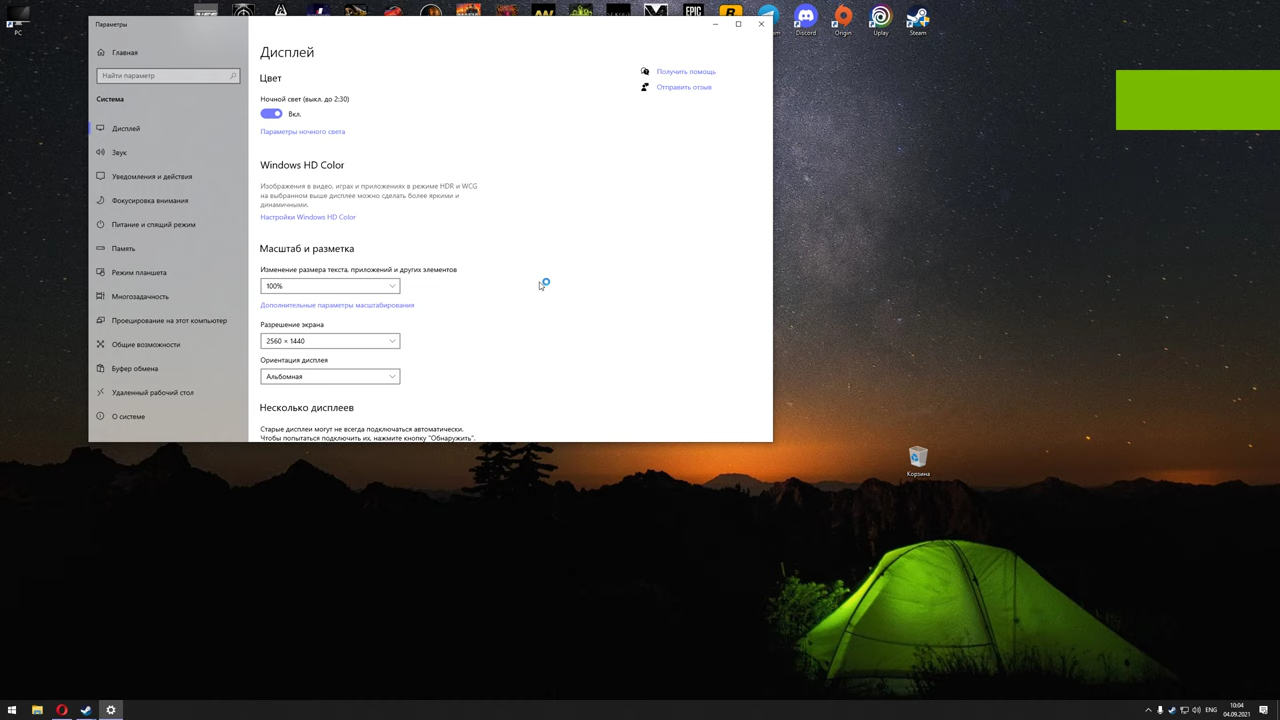 Параметры
Главная
Найти параметр
Система
Дисплей
Звук
Уведомления и действия
Фокусировка внимания
Питание и спящий режим
Память
Режим планшета
Многозадачность
Проецирование на этот компьютер
Общие возможности
Буфер обмена
Удаленный рабочий стол
О системе
Дисплей
Цвет
Ночной свет (выкл. до 2:30)
Вкл.
Параметры ночного света
Windows HD Color
Изображения в видео, играх и приложениях в режиме HDR и WCG
на выбранном выше дисплее можно сделать более яркими и
динамичными.
Настройки Windows HD Color
Масштаб и разметка
Изменение размера текста, приложений и других элементов
100%
Дополнительные параметры масштабирования
Разрешение экрана
2560 × 1440
Ориентация дисплея
Альбомная
Несколько дисплеев
Старые дисплеи могут не всегда подключаться автоматически.
Чтобы попытаться подключить их, нажмите кнопку "Обнаружить".
Получить помощь
Отправить отзыв
PC
EPIC
Discord
Origin
Uplay
Steam
Корзина
ENG
10:04
04.09.2021